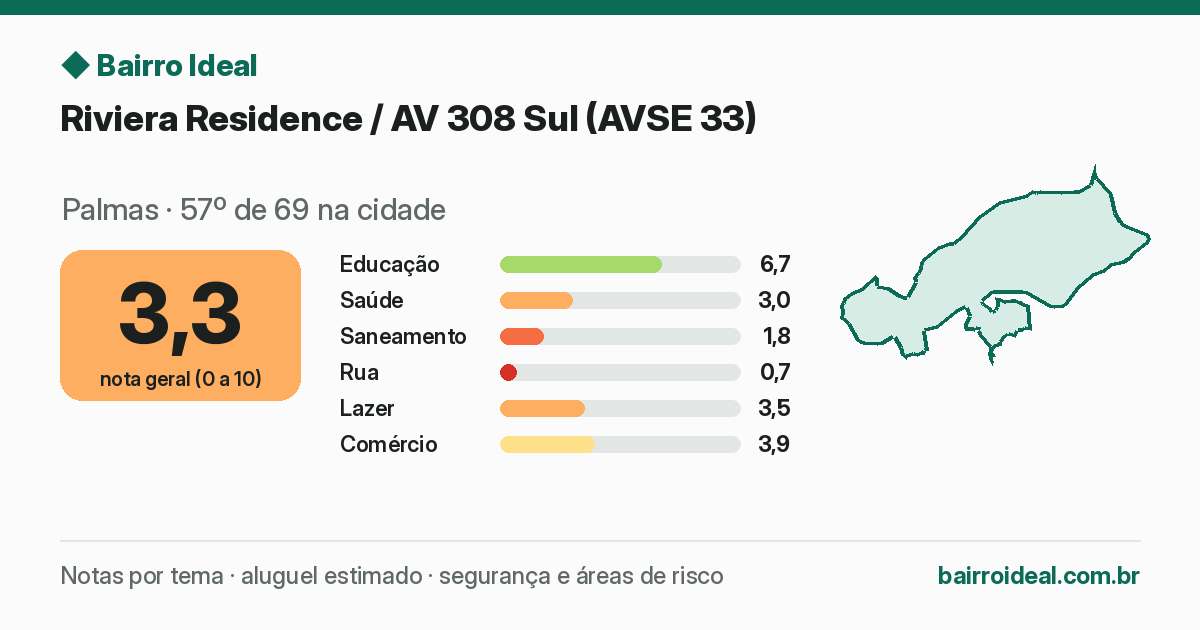 Bairro Ideal
Riviera Residence / AV 308 Sul (AVSE 33)
Palmas · 57º de 69 na cidade
3,3
nota geral (0 a 10)
Educação 6,7
Saúde 3,0
Saneamento 1,8
Rua 0,7
Lazer 3,5
Comércio 3,9
Notas por tema · aluguel estimado · segurança e áreas de risco
bairroideal.com.br